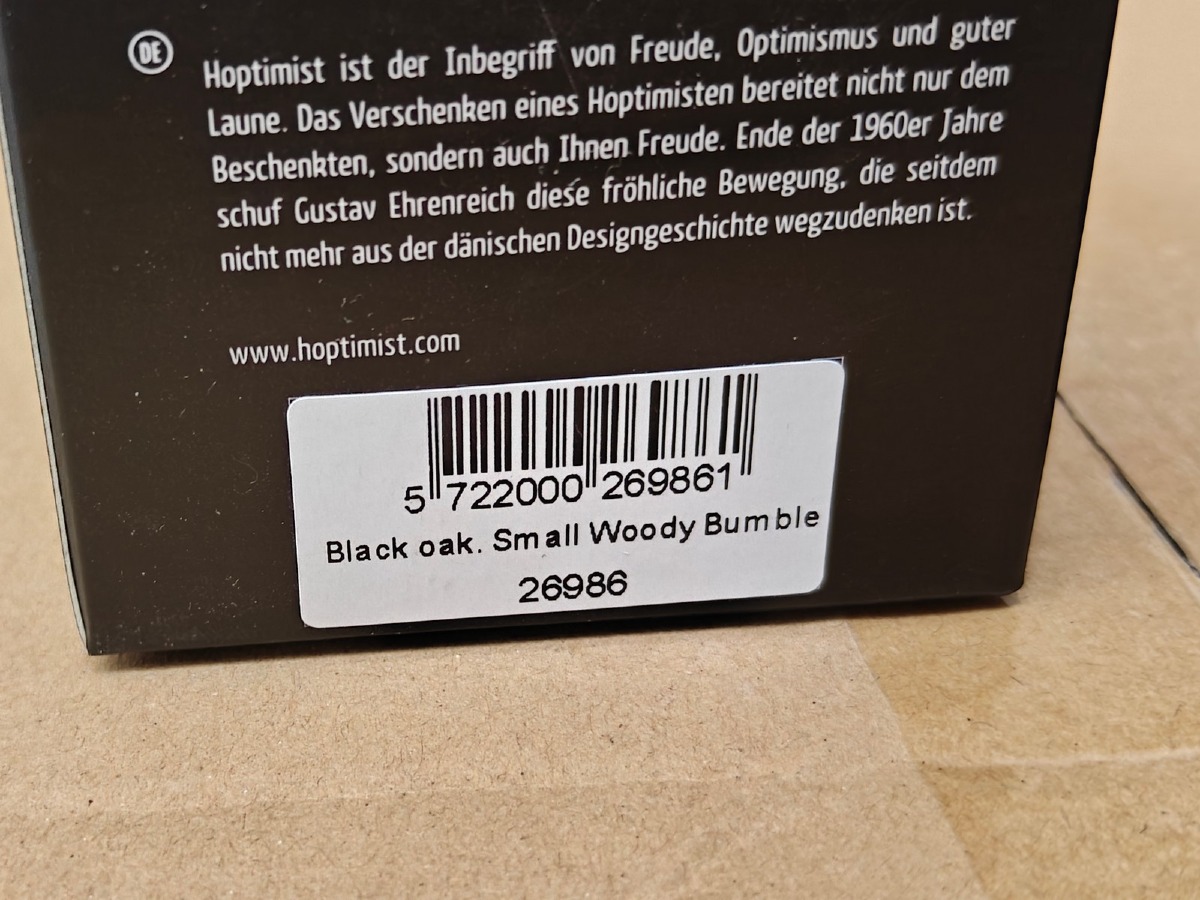 DE
Hoptimist ist der Inbegriff von Freude, Optimismus und guter
Laune. Das Verschenken eines Hoptimisten bereitet nicht nur dem
Beschenkten, sondern auch Ihnen Freude. Ende der 1960er Jahre
schuf Gustav Ehrenreich diese fröhliche Bewegung, die seitdem
nicht mehr aus der dänischen Designgeschichte wegzudenken ist.
www.hoptimist.com
5 722000 269861
Black oak. Small Woody Bumble
26986